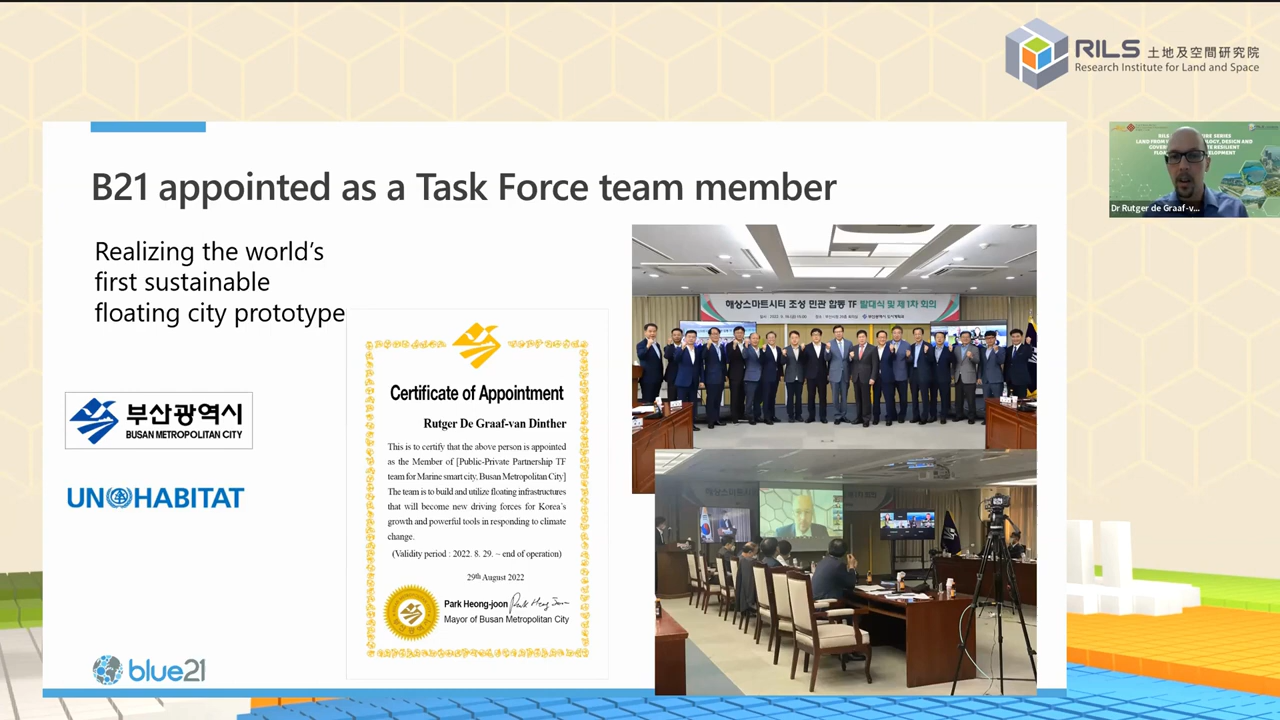 RILS 土地及空間研究院
Research Institute for Land and Space
B21 appointed as a Task Force team member
Realizing the world's
first sustainable
floating city prototype
부산광역시
BUSAN METROPOLITAN CITY
UN HABITAT
blue21
Certificate of Appointment
Rutger De Graaf-van Dinther
This is to certify that the above person is appointed
as the Member of [Public-Private Partnership TF
team for Marine smart city, Busan Metropolitan City]
The team is to build and utilize floating infrastructures
that will become new driving forces for Korea's
growth and powerful tools in responding to climate
change.
(Validity period : 2022. 8. 29. ~ end of operation)
29th August 2022
Park Heong-joon
Mayor of Busan Metropolitan City
해상스마트시티 조성 민관 합동 TF 발대식 및 제1차 회의
Dr Rutger de Graaf-v...